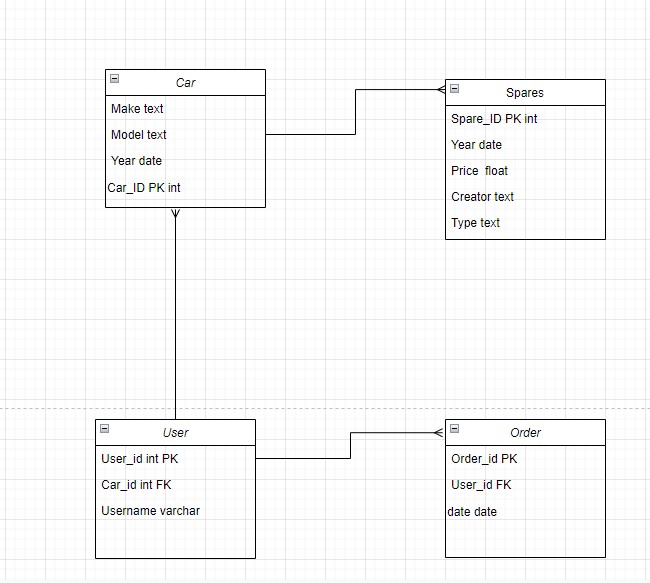 Car
Make text
Model text
Year date
Car_ID PK int
Spares
Spare_ID PK int
Year date
Price  float
Creator text
Type text
User
User_id int PK
Car_id int FK
Username varchar
Order
Order_id PK
User_id FK
date date